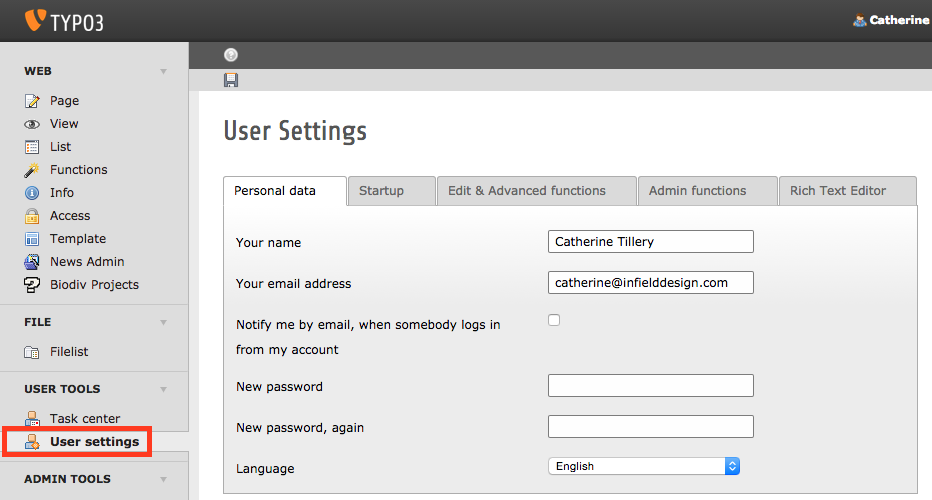 TYPO3
Catherine
WEB
Page
View
List
Functions
Info
Access
Template
News Admin
Biodiv Projects
FILE
Filelist
USER TOOLS
Task center
User settings
ADMIN TOOLS
User Settings
Personal data Startup Edit & Advanced functions Admin functions Rich Text Editor
Your name Catherine Tillery
Your email address catherine@infielddesign.com
Notify me by email, when somebody logs in
from my account
New password
New password, again
Language English